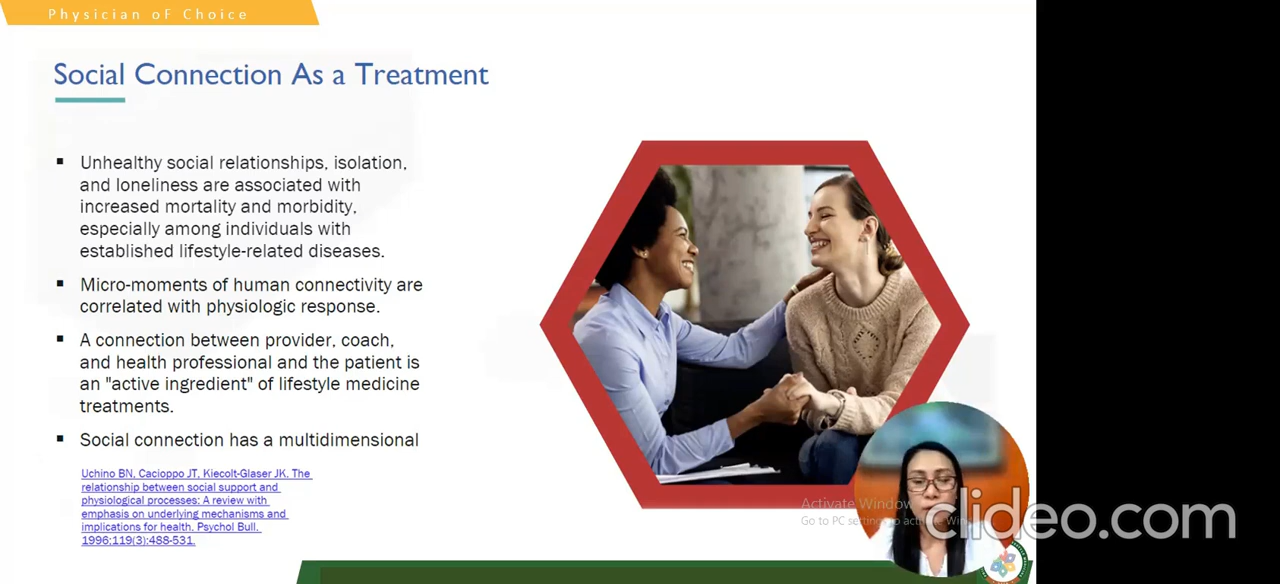 Physician oF Choice
Social Connection As a Treatment
▪ Unhealthy social relationships, isolation,
and loneliness are associated with
increased mortality and morbidity,
especially among individuals with
established lifestyle-related diseases.
▪ Micro-moments of human connectivity are
correlated with physiologic response.
▪ A connection between provider, coach,
and health professional and the patient is
an "active ingredient" of lifestyle medicine
treatments.
▪ Social connection has a multidimensional
Uchino BN, Cacioppo JT, Kiecolt-Glaser JK. The
relationship between social support and
physiological processes: A review with
emphasis on underlying mechanisms and
implications for health. Psychol Bull.
1996;119(3):488-531.
Activate Window
Go to PC settings to activate Win
clideo.com